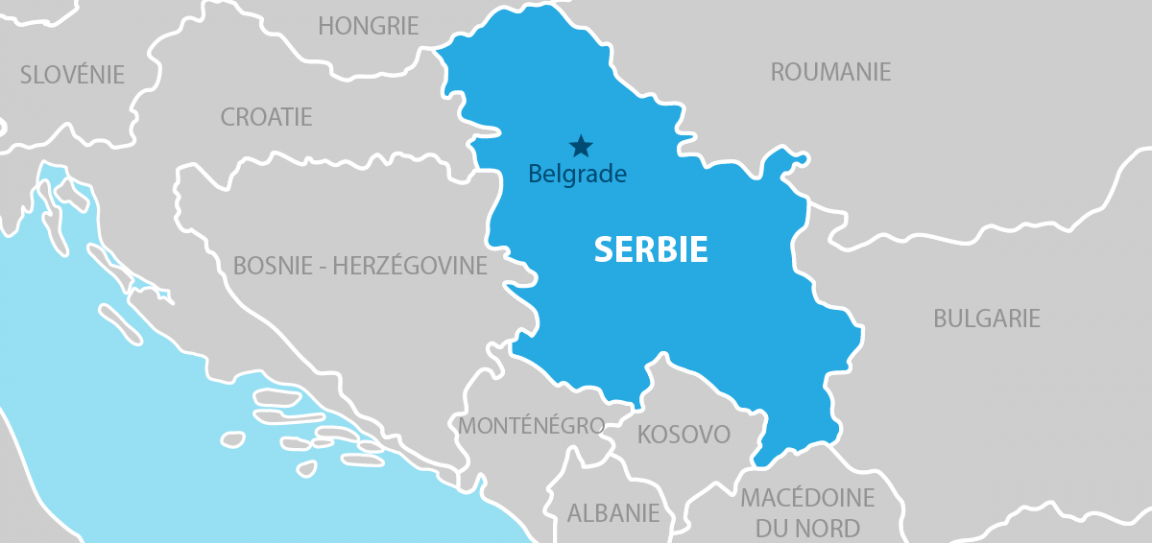 HONGRIE
SLOVÉNIE
ROUMANIE
CROATIE
Belgrade
SERBIE
BOSNIE - HERZÉGOVINE
BULGARIE
MONTÉNÉGRO
KOSOVO
MACÉDOINE
DU NORD
ALBANIE